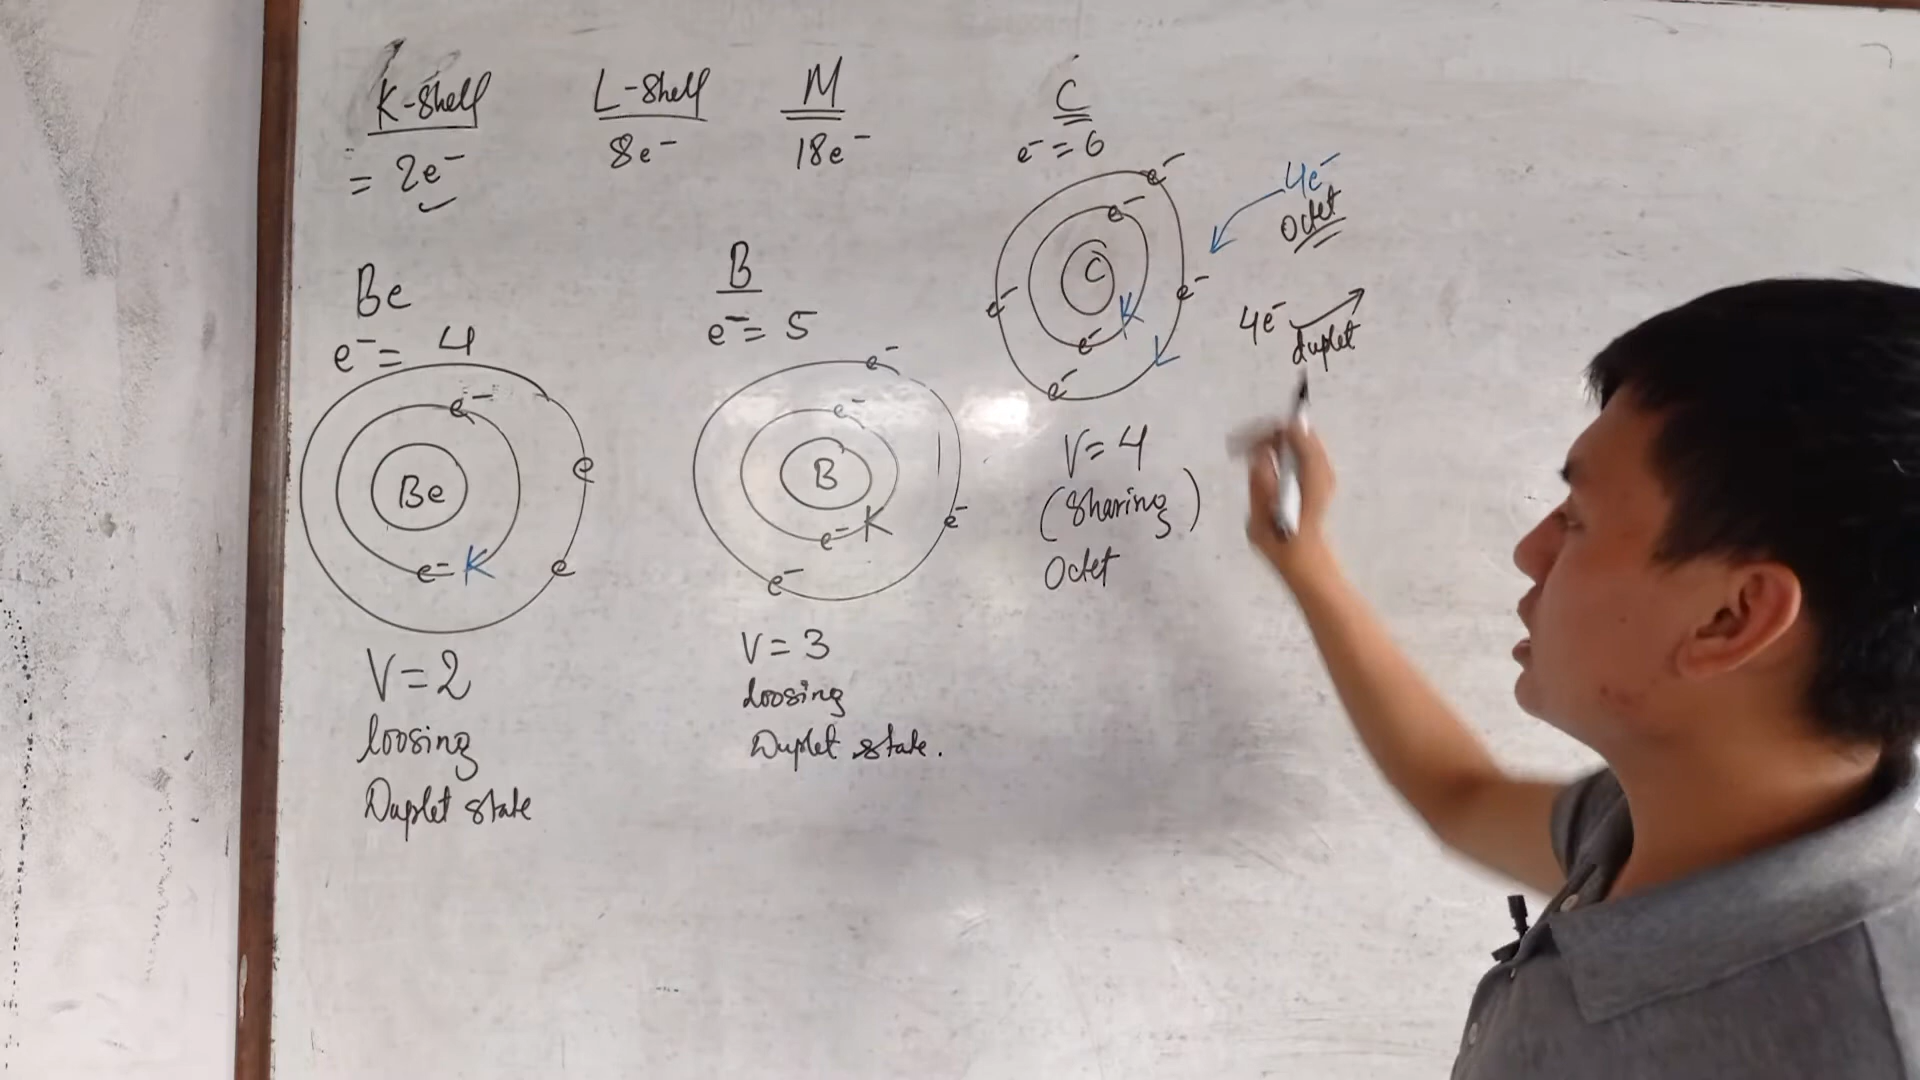 K-Shell
= 2e⁻
L-Shell
8e⁻
M
18e⁻
Be
e⁻= 4
e⁻
Be
e
e⁻ K
e
V=2
loosing
Duplet state
B
e⁻= 5
e⁻
e⁻
B
e⁻
e⁻ K
e⁻
V= 3
loosing
Duplet state.
C
e⁻= 6
e⁻
e⁻
C
e⁻
e⁻
K
e⁻
e⁻
V= 4
(Sharing)
Octet
4e⁻
Octet
4e⁻
duplet